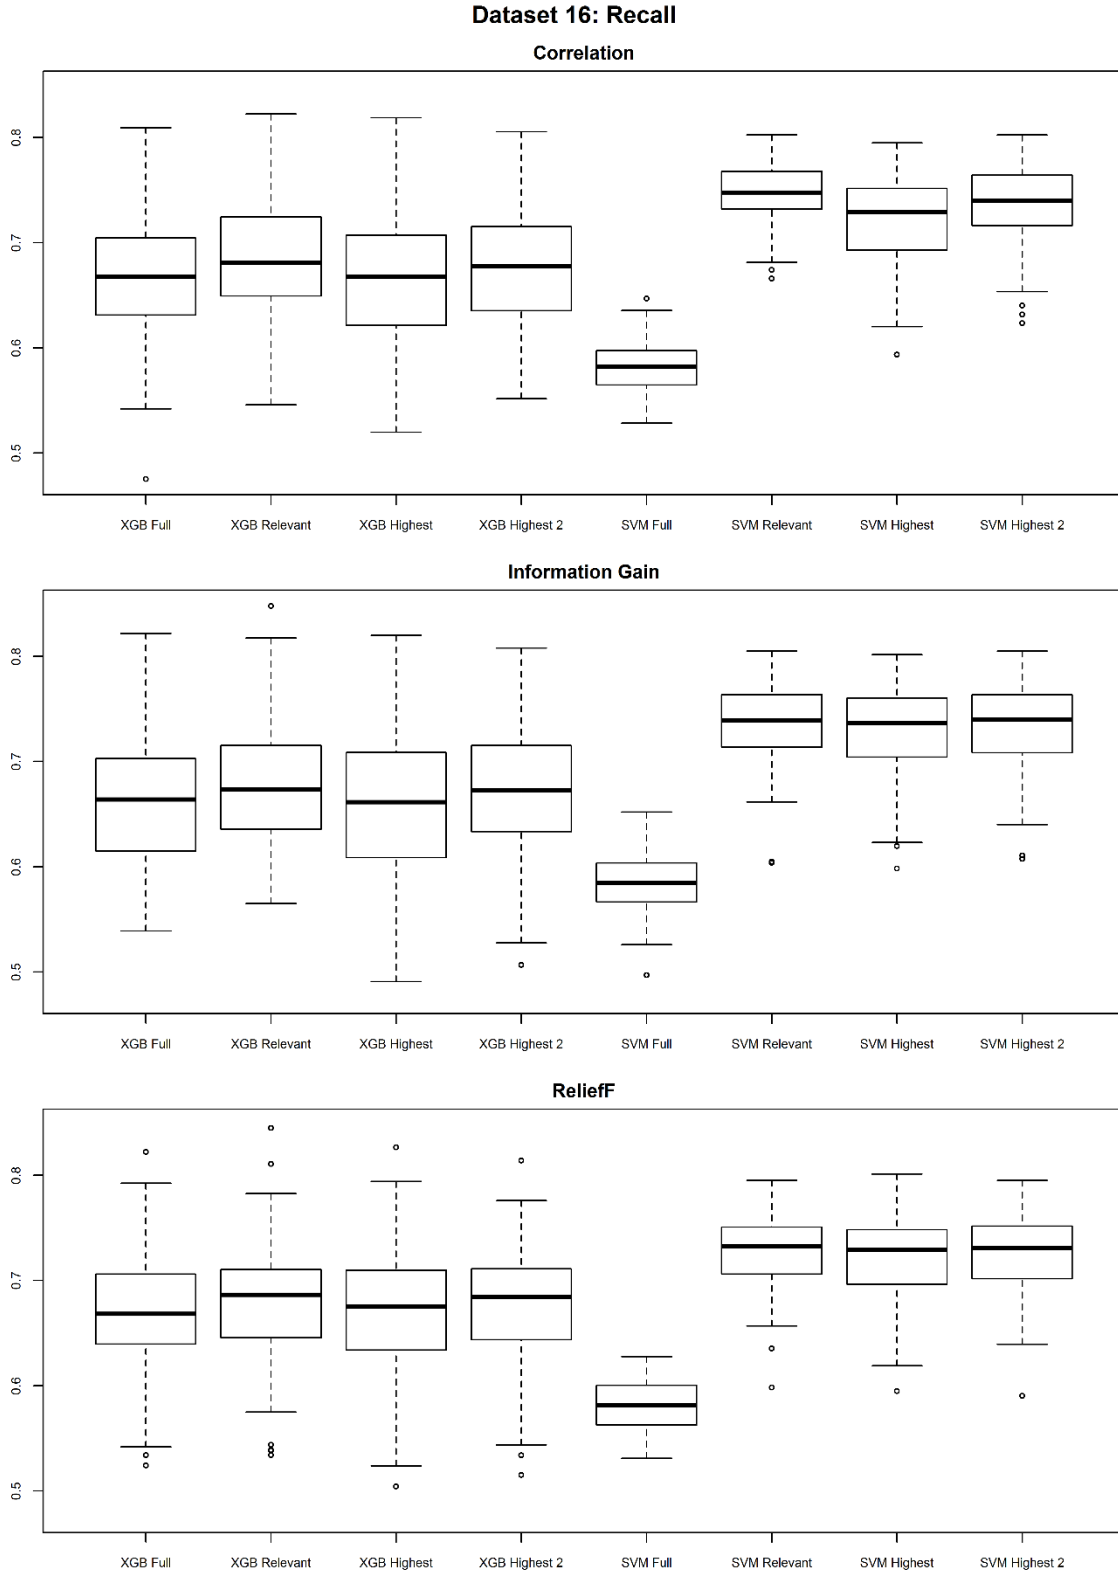 Dataset 16: Recall
Correlation
0.8
0.7
0.6
0.5
XGB Full XGB Relevant XGB Highest XGB Highest 2 SVM Full SVM Relevant SVM Highest SVM Highest 2
Information Gain
0.8
0.7
0.6
0.5
XGB Full XGB Relevant XGB Highest XGB Highest 2 SVM Full SVM Relevant SVM Highest SVM Highest 2
ReliefF
0.8
0.7
0.6
0.5
XGB Full XGB Relevant XGB Highest XGB Highest 2 SVM Full SVM Relevant SVM Highest SVM Highest 2